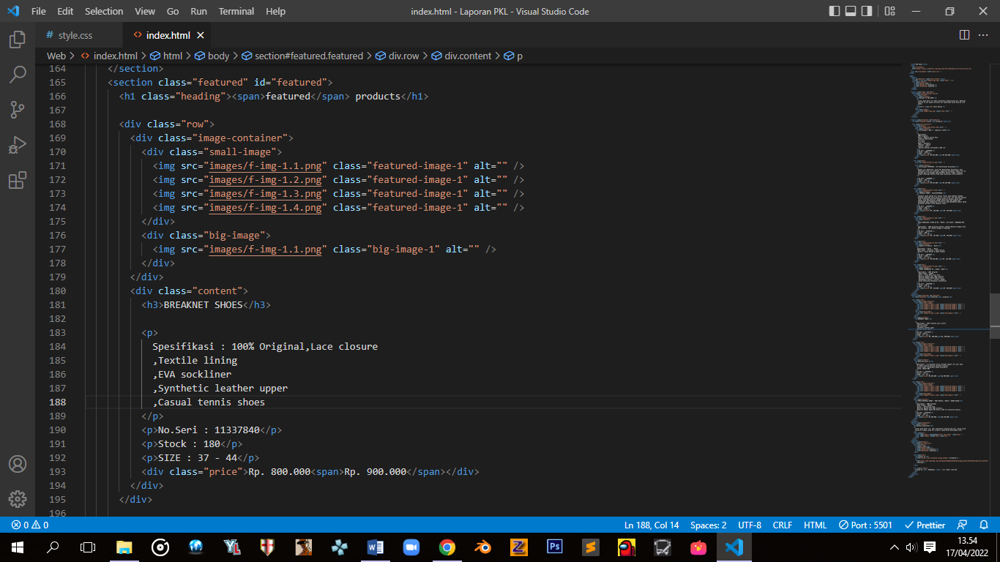 File Edit Selection View Go Run Terminal Help index.html - Laporan PKL - Visual Studio Code
# style.css <> index.html
Web > <> index.html > html > body > section#featured.featured > div.row > div.content > p
164 </section>
165 <section class="featured" id="featured">
166 <h1 class="heading"><span>featured</span> products</h1>
167
168 <div class="row">
169 <div class="image-container">
170 <div class="small-image">
171 <img src="images/f-img-1.1.png" class="featured-image-1" alt="" />
172 <img src="images/f-img-1.2.png" class="featured-image-1" alt="" />
173 <img src="images/f-img-1.3.png" class="featured-image-1" alt="" />
174 <img src="images/f-img-1.4.png" class="featured-image-1" alt="" />
175 </div>
176 <div class="big-image">
177 <img src="images/f-img-1.1.png" class="big-image-1" alt="" />
178 </div>
179 </div>
180 <div class="content">
181 <h3>BREAKNET SHOES</h3>
182
183 <p>
184 Spesifikasi : 100% Original,Lace closure
185 ,Textile lining
186 ,EVA sockliner
187 ,Synthetic leather upper
188 ,Casual tennis shoes
189 </p>
190 <p>No.Seri : 11337840</p>
191 <p>Stock : 180</p>
192 <p>SIZE : 37 - 44</p>
193 <div class="price">Rp. 800.000<span>Rp. 900.000</span></div>
194 </div>
195 </div>
196
0 0 Ln 188, Col 14 Spaces: 2 UTF-8 CRLF HTML Port : 5501 Prettier
13.54
17/04/2022